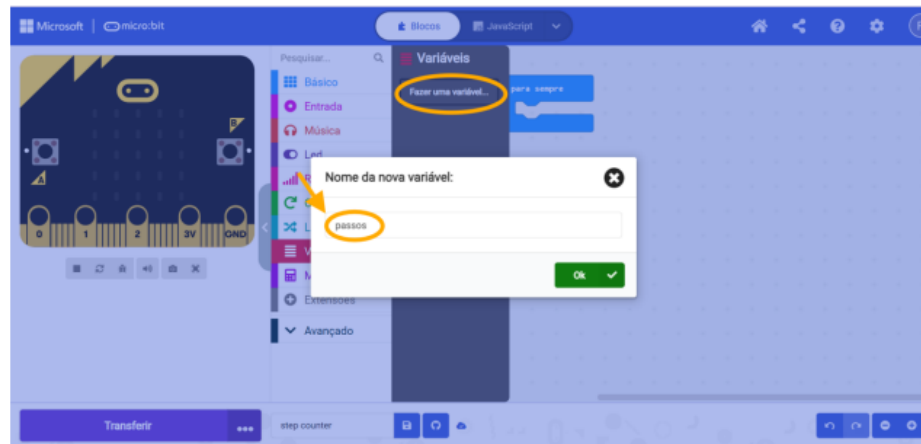 Microsoft
micro:bit
Blocos
JavaScript
Pesquisar...
Variáveis
Básico
Fazer uma variável...
para sempre
Entrada
Música
Led
Nome da nova variável:
passos
Ok
B
A
0
1
2
3V
GND
Extensões
Avançado
Transferir
step counter